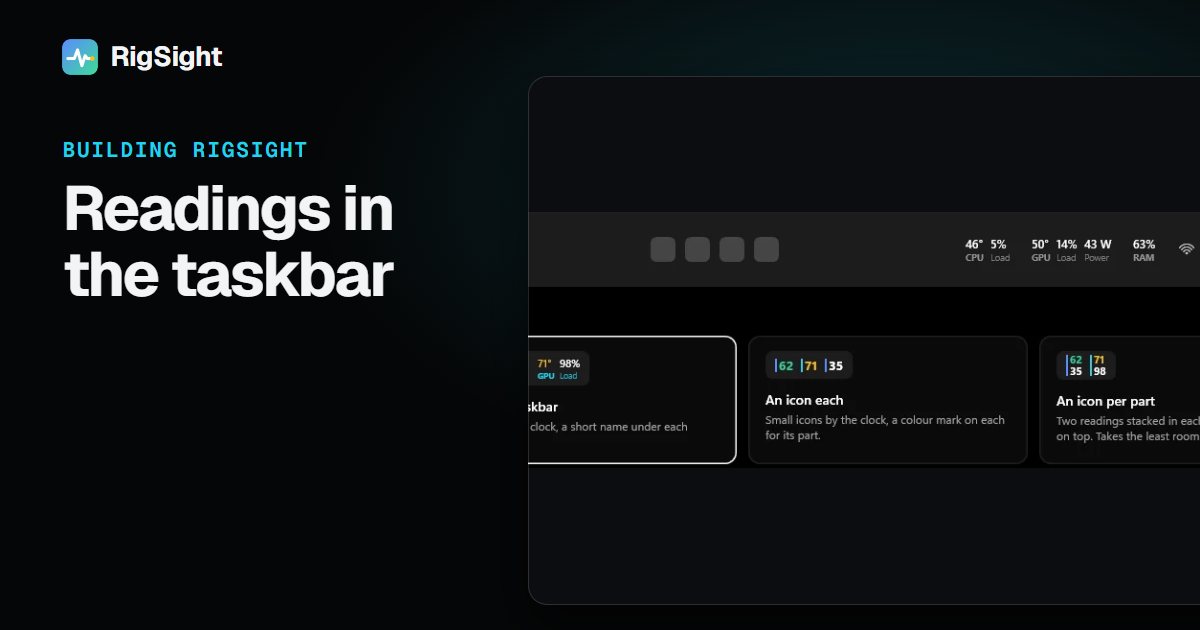 RigSight
BUILDING RIGSIGHT
Readings in
the taskbar
46° 5% 50° 14% 43 W 63%
CPU Load GPU Load Power RAM
71° 98%
GPU Load
skbar
clock, a short name under each
62 71 35
An icon each
Small icons by the clock, a colour mark on each
for its part.
62 71
35 98
An icon per part
Two readings stacked in each
on top. Takes the least room